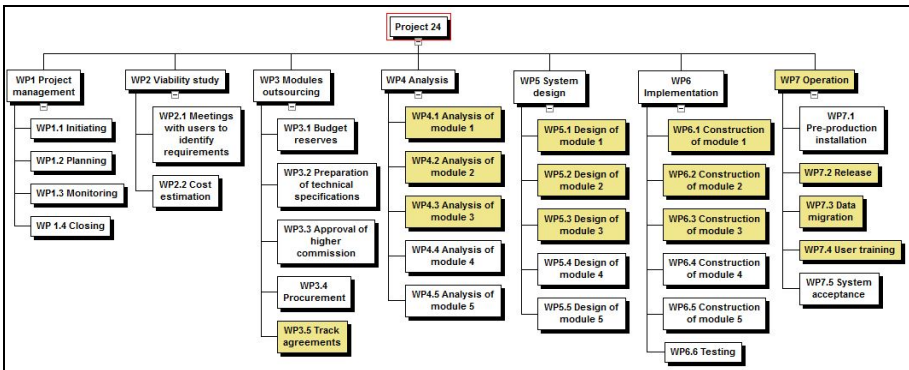 Project 24
WP1 Project
management
WP1.1 Initiating
WP1.2 Planning
WP1.3 Monitoring
WP 1.4 Closing
WP2 Viability study
WP2.1 Meetings
with users to
identify
requirements
WP2.2 Cost
estimation
WP3 Modules
outsourcing
WP3.1 Budget
reserves
WP3.2 Preparation
of technical
specifications
WP3.3 Approval of
higher
commission
WP3.4
Procurement
WP3.5 Track
agreements
WP4 Analysis
WP4.1 Analysis of
module 1
WP4.2 Analysis of
module 2
WP4.3 Analysis of
module 3
WP4.4 Analysis of
module 4
WP4.5 Analysis of
module 5
WP5 System
design
WP5.1 Design of
module 1
WP5.2 Design of
module 2
WP5.3 Design of
module 3
WP5.4 Design of
module 4
WP5.5 Design of
module 5
WP6
Implementation
WP6.1 Construction
of module 1
WP6.2 Construction
of module 2
WP6.3 Construction
of module 3
WP6.4 Construction
of module 4
WP6.5 Construction
of module 5
WP6.6 Testing
WP7 Operation
WP7.1
Pre-production
installation
WP7.2 Release
WP7.3 Data
migration
WP7.4 User training
WP7.5 System
acceptance